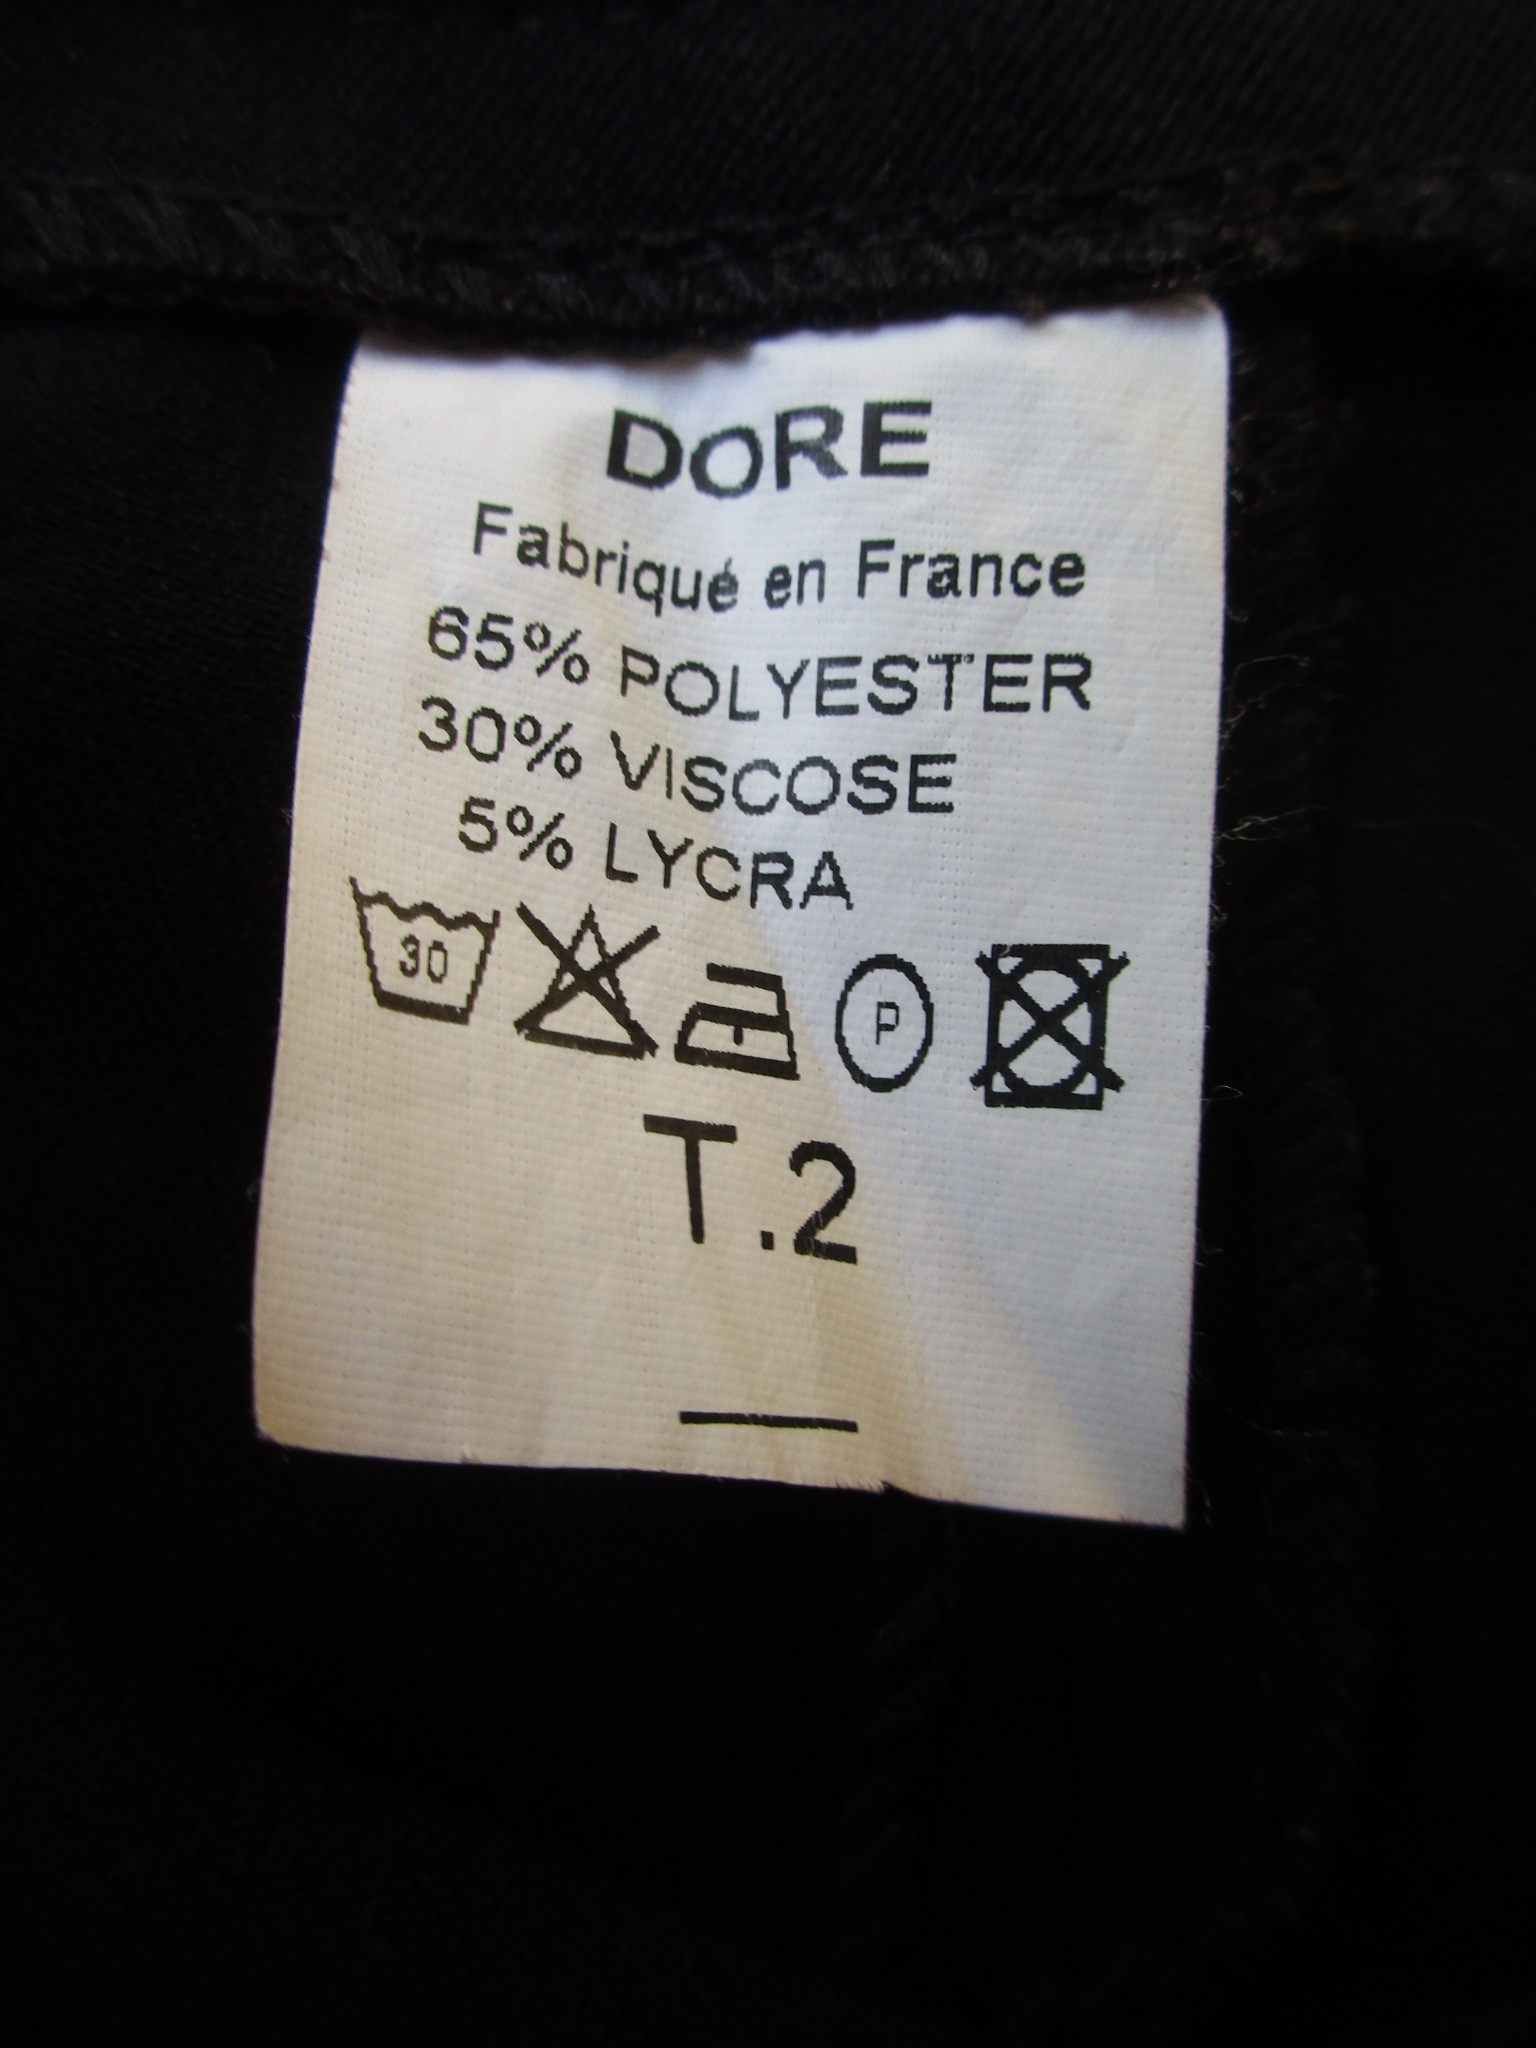 DORE
Fabriqué en France
65% POLYESTER
30% VISCOSE
5% LYCRA
30 P
T.2